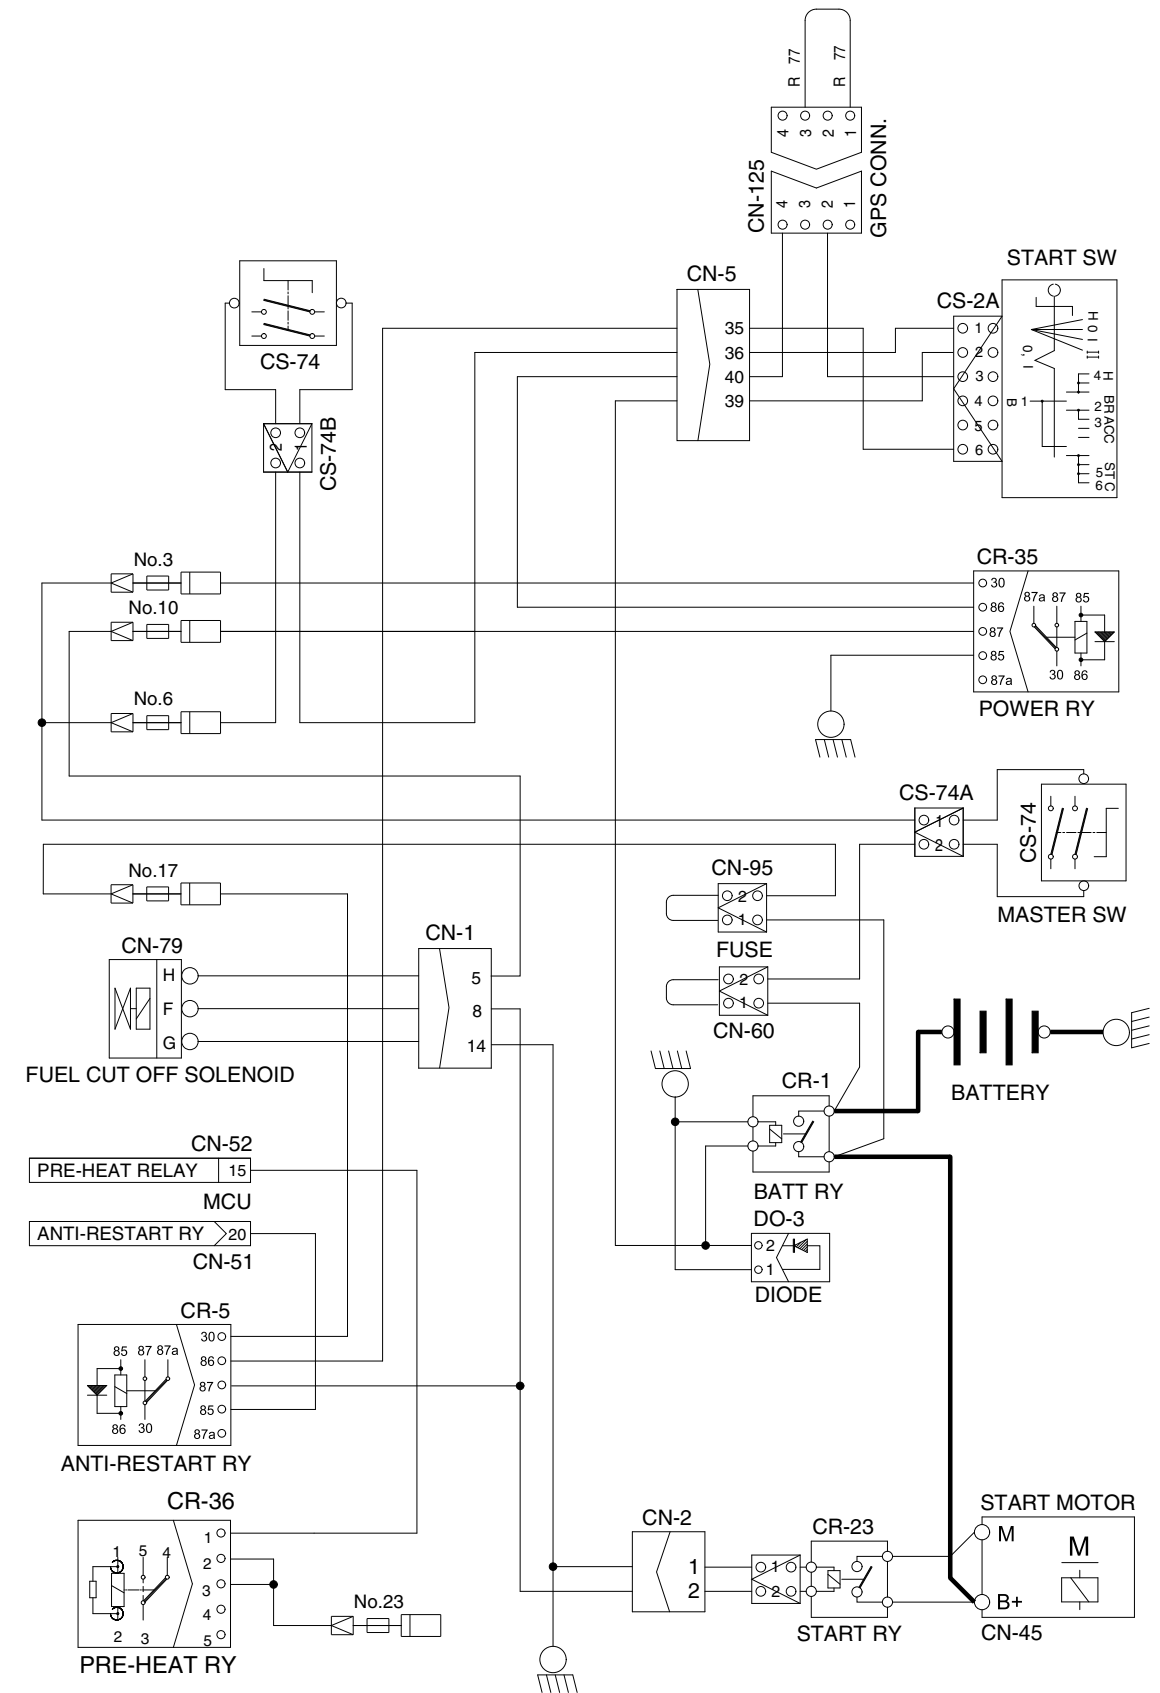 R 77
R 77
4 3 2 1
CN-125
GPS CONN.
4 3 2 1
CN-5
35
36
40
39
START SW
CS-2A
1
2
3
4
5
6
H O I II
0, I
B 1
4 H
BR
2
3 ACC
ST
5
6 C
CS-74
CS-74B
2 1
No.3
No.10
No.6
CR-35
30
86
87
85
87a
87a 87 85
30 86
POWER RY
CS-74A
1
2
CS-74
MASTER SW
No.17
CN-95
2
1
FUSE
CN-79
H
F
G
FUEL CUT OFF SOLENOID
CN-1
5
8
14
2
1
CN-60
BATTERY
CR-1
BATT RY
DO-3
2
1
DIODE
CN-52
PRE-HEAT RELAY 15
MCU
ANTI-RESTART RY 20
CN-51
CR-5
30
86
87
85
87a
85 87 87a
86 30
ANTI-RESTART RY
CR-36
1
2
3
4
5
1 5 4
2 3
PRE-HEAT RY
No.23
CN-2
1
2
1
2
CR-23
START RY
START MOTOR
M
M
B+
CN-45